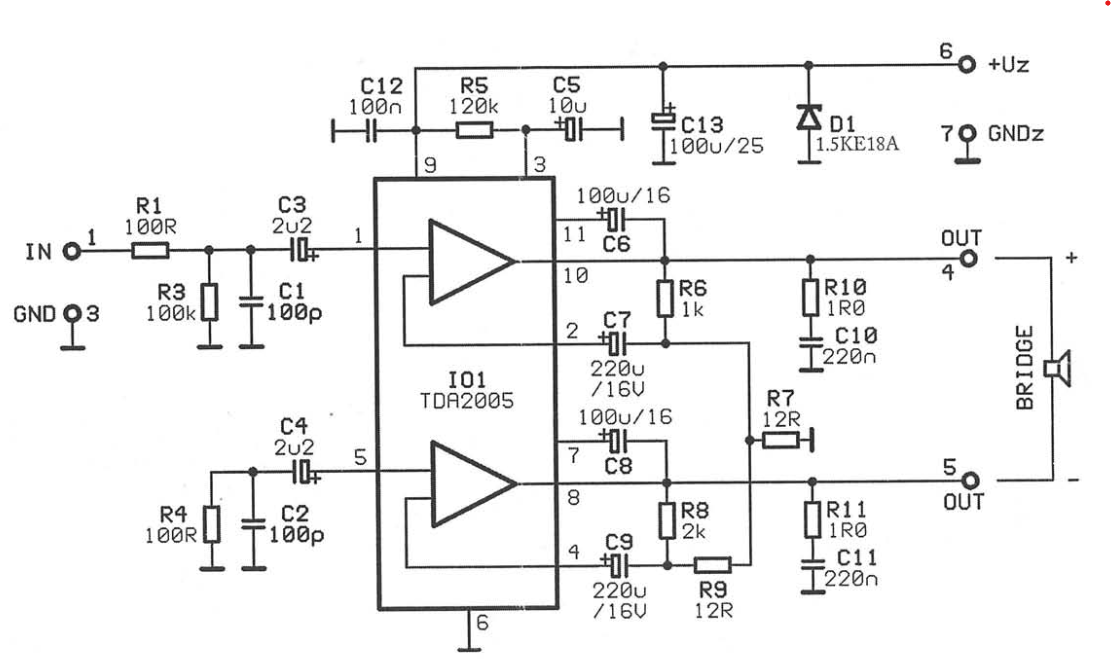 6
+Uz
C12
100n
R5
120k
C5
10u
+
+
C13
100u/25
D1
1.5KE18A
7
GNDz
9
3
R1
100R
C3
2u2
+
IN
1
1
100u/16
+
11
C6
OUT
4
+
10
R3
100k
C1
100p
GND
3
R6
1k
R10
1R0
2
+
C7
220u
/16V
C10
220n
IO1
TDA2005
BRIDGE
R7
12R
100u/16
+
7
C8
C4
2u2
+
5
8
5
OUT
-
R4
100R
C2
100p
R8
2k
R11
1R0
4
+
C9
220u
/16V
R9
12R
C11
220n
6